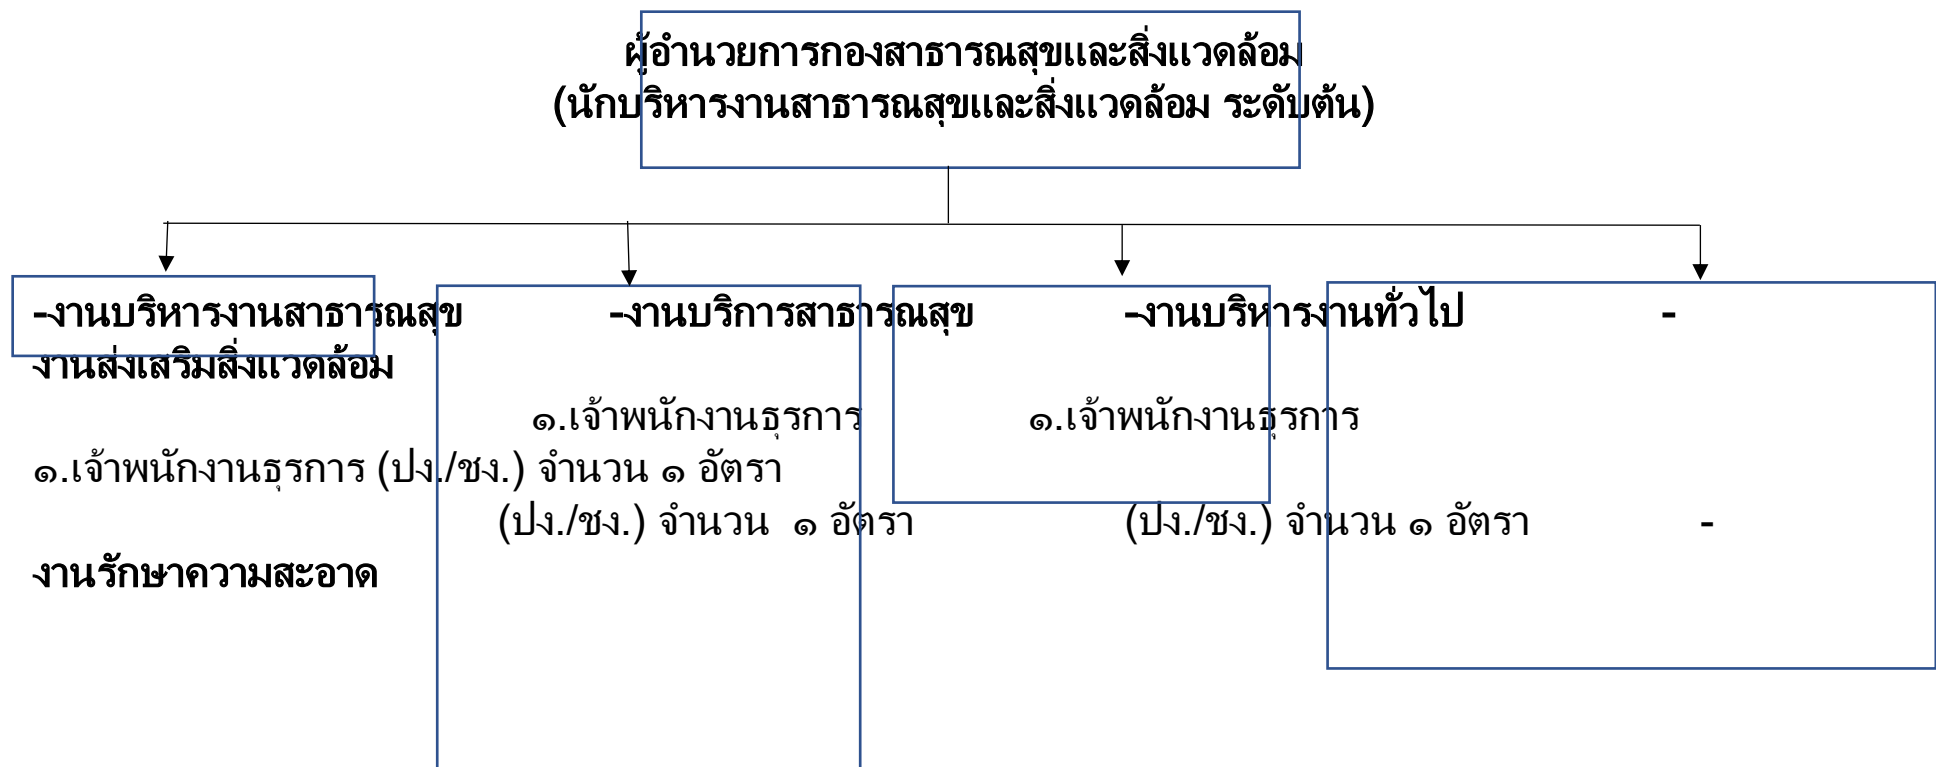 ผู้อำนวยการกองสาธารณสุขและสิ่งแวดล้อม
(นักบริหารงานสาธารณสุขและสิ่งแวดล้อม ระดับต้น)
-งานบริหารงานสาธารณสุข -งานบริการสาธารณสุข -งานบริหารงานทั่วไป -
งานส่งเสริมสิ่งแวดล้อม
๑.เจ้าพนักงานธุรการ ๑.เจ้าพนักงานธุรการ
๑.เจ้าพนักงานธุรการ (ปง./ชง.) จำนวน ๑ อัตรา
(ปง./ชง.) จำนวน ๑ อัตรา (ปง./ชง.) จำนวน ๑ อัตรา -
งานรักษาความสะอาด